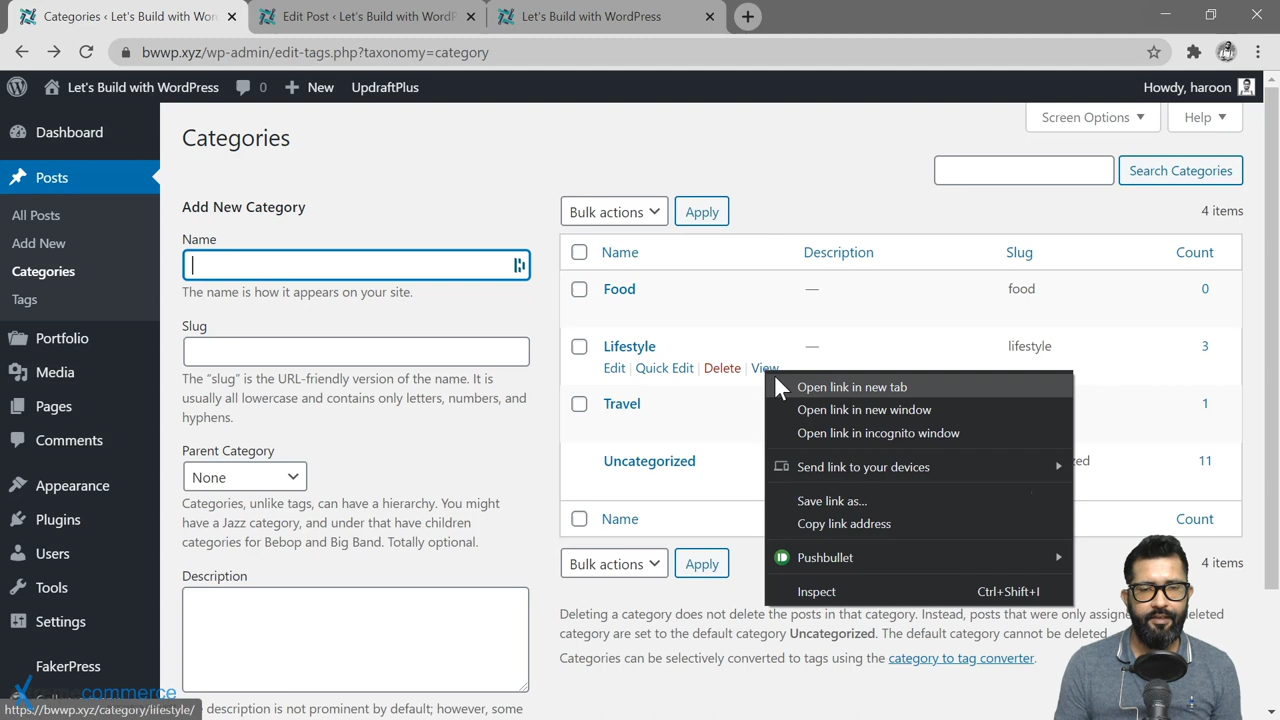 Categories ‹ Let's Build with Wor
Edit Post ‹ Let's Build with WordP
Let's Build with WordPress
bwwp.xyz/wp-admin/edit-tags.php?taxonomy=category
Let's Build with WordPress
0
New
UpdraftPlus
Howdy, haroon
Dashboard
Posts
All Posts
Add New
Categories
Tags
Portfolio
Media
Pages
Comments
Appearance
Plugins
Users
Tools
Settings
FakerPress
Categories
Screen Options
Help
Search Categories
Add New Category
Name
The name is how it appears on your site.
Slug
The “slug” is the URL-friendly version of the name. It is
usually all lowercase and contains only letters, numbers, and
hyphens.
Parent Category
None
Categories, unlike tags, can have a hierarchy. You might
have a Jazz category, and under that have children
categories for Bebop and Big Band. Totally optional.
Description
description is not prominent by default; however, some
Bulk actions
Apply
4 items
Name Description Slug Count
Food — food 0
Lifestyle — lifestyle 3
Edit | Quick Edit | Delete | View
Travel 1
Uncategorized zed 11
Name Count
Bulk actions
Apply
4 items
Open link in new tab
Open link in new window
Open link in incognito window
Send link to your devices
Save link as...
Copy link address
Pushbullet
Inspect Ctrl+Shift+I
Deleting a category does not delete the posts in that category. Instead, posts that were only assigne leted
category are set to the default category Uncategorized. The default category cannot be deleted
Categories can be selectively converted to tags using the category to tag converter.
commerce
https://bwwp.xyz/category/lifestyle/